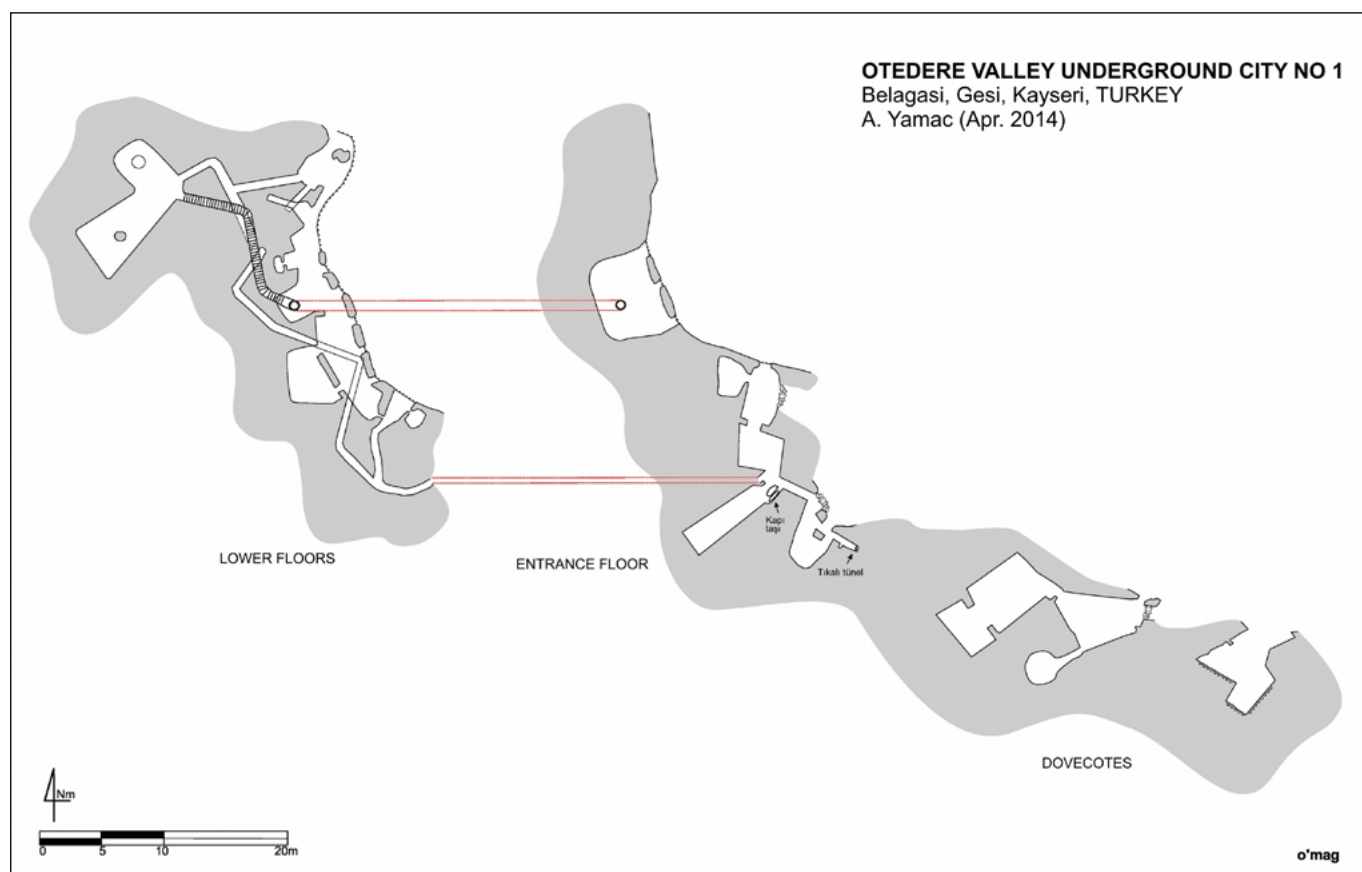 OTEDERE VALLEY UNDERGROUND CITY NO 1
Belagasi, Gesi, Kayseri, TURKEY
A. Yamac (Apr. 2014)
Kapı
taşı
Tıkalı tünel
LOWER FLOORS
ENTRANCE FLOOR
DOVECOTES
Nm
0 5 10 20m
o'mag